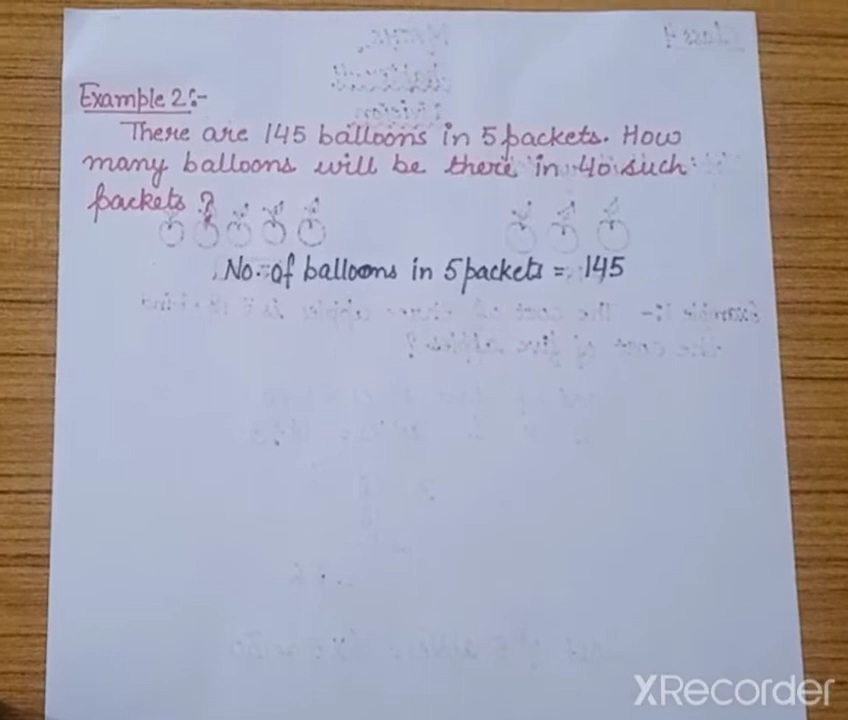 Example 2:-
There are 145 balloons in 5 packets. How
many balloons will be there in 40 such
packets ?
No. of balloons in 5 packets = 145
XRecorder